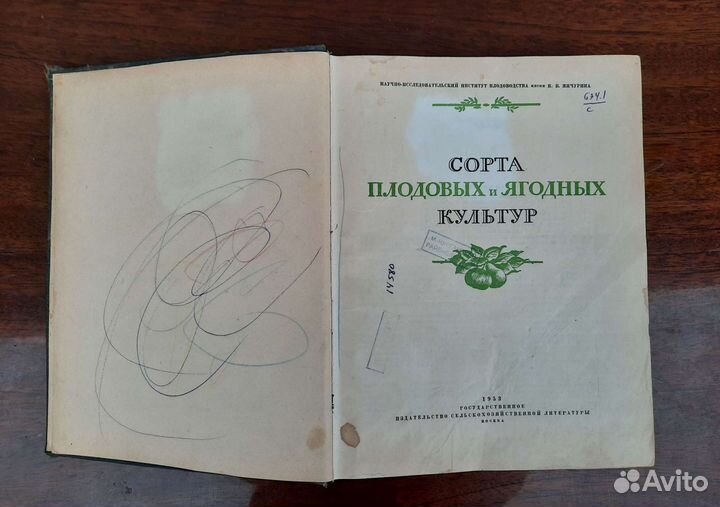 НАУЧНО-ИССЛЕДОВАТЕЛЬСКИЙ ИНСТИТУТ ПЛОДОВОДСТВА имени И. В. МИЧУРИНА
634.1
с
СОРТА
ПЛОДОВЫХ и ЯГОДНЫХ
КУЛЬТУР
14580
1953
ГОСУДАРСТВЕННОЕ
ИЗДАТЕЛЬСТВО СЕЛЬСКОХОЗЯЙСТВЕННОЙ ЛИТЕРАТУРЫ
МОСКВА
Avito